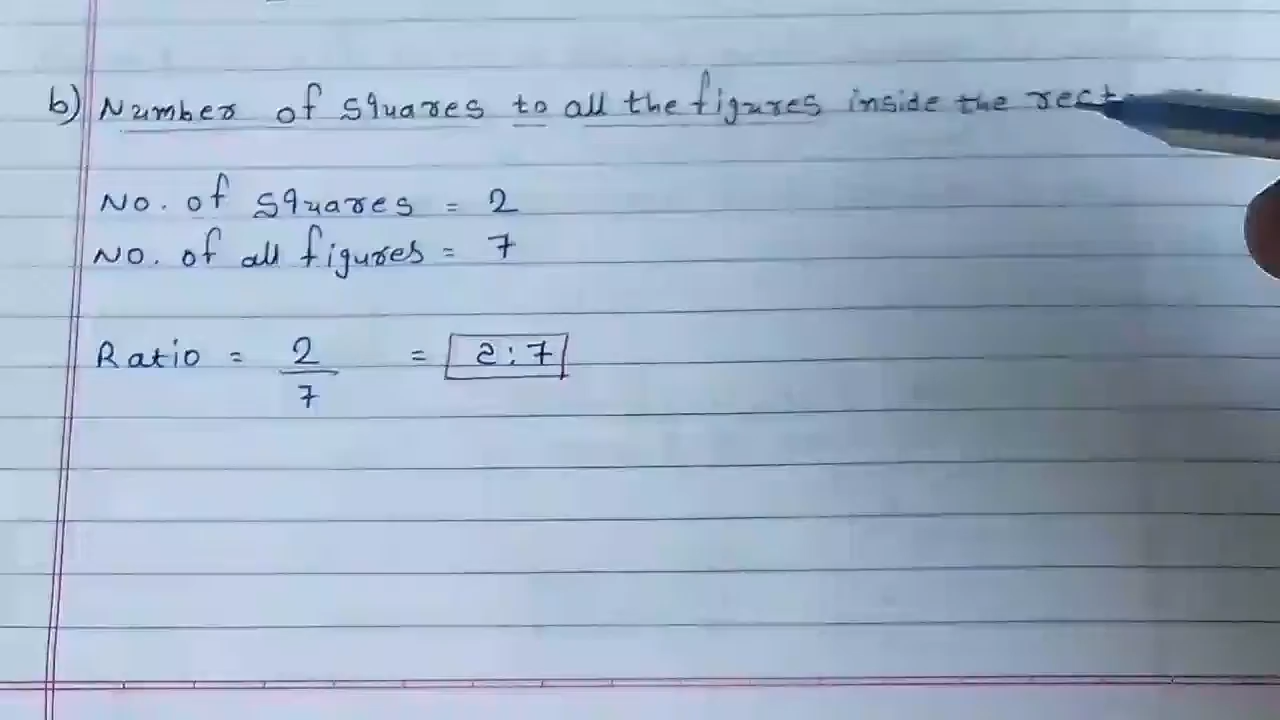 b) Number of squares to all the figures inside the
No. of squares = 2
No. of all figures = 7
Ratio = 2/7 = 2:7